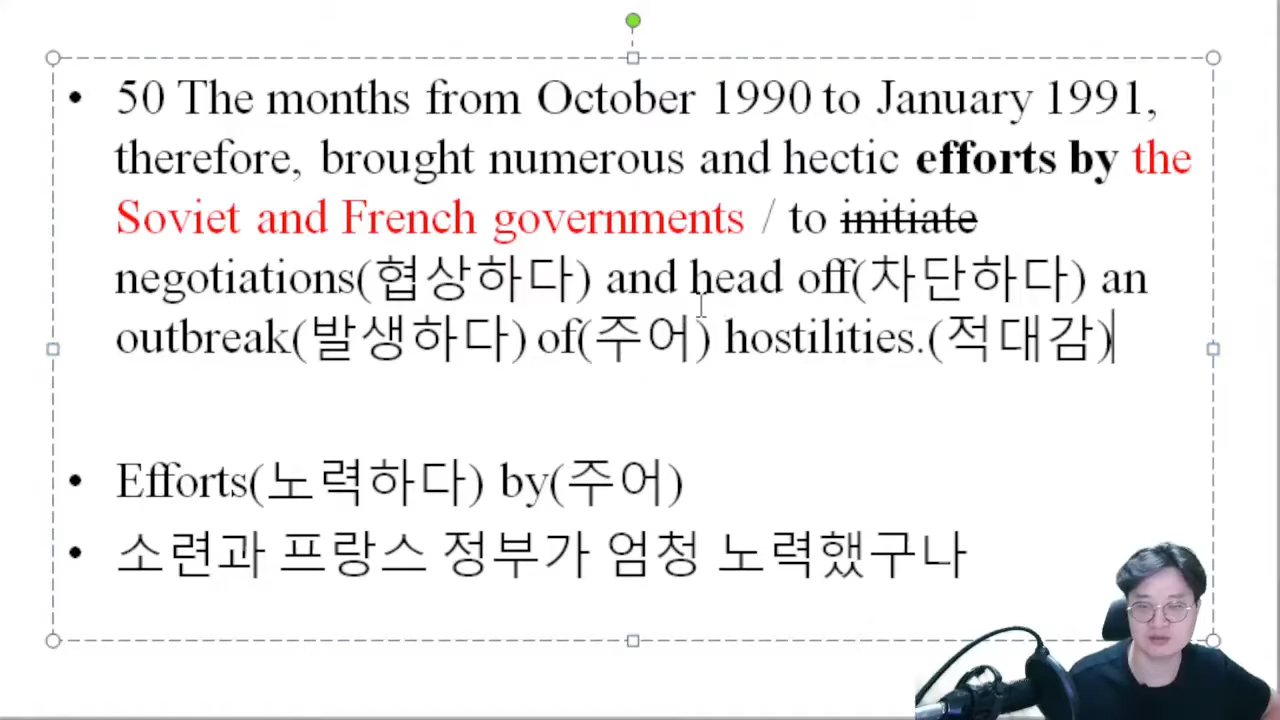 • 50 The months from October 1990 to January 1991,
therefore, brought numerous and hectic efforts by the
Soviet and French governments / to initiate
negotiations(협상하다) and head off(차단하다) an
outbreak(발생하다) of(주어) hostilities.(적대감)
• Efforts(노력하다) by(주어)
• 소련과 프랑스 정부가 엄청 노력했구나